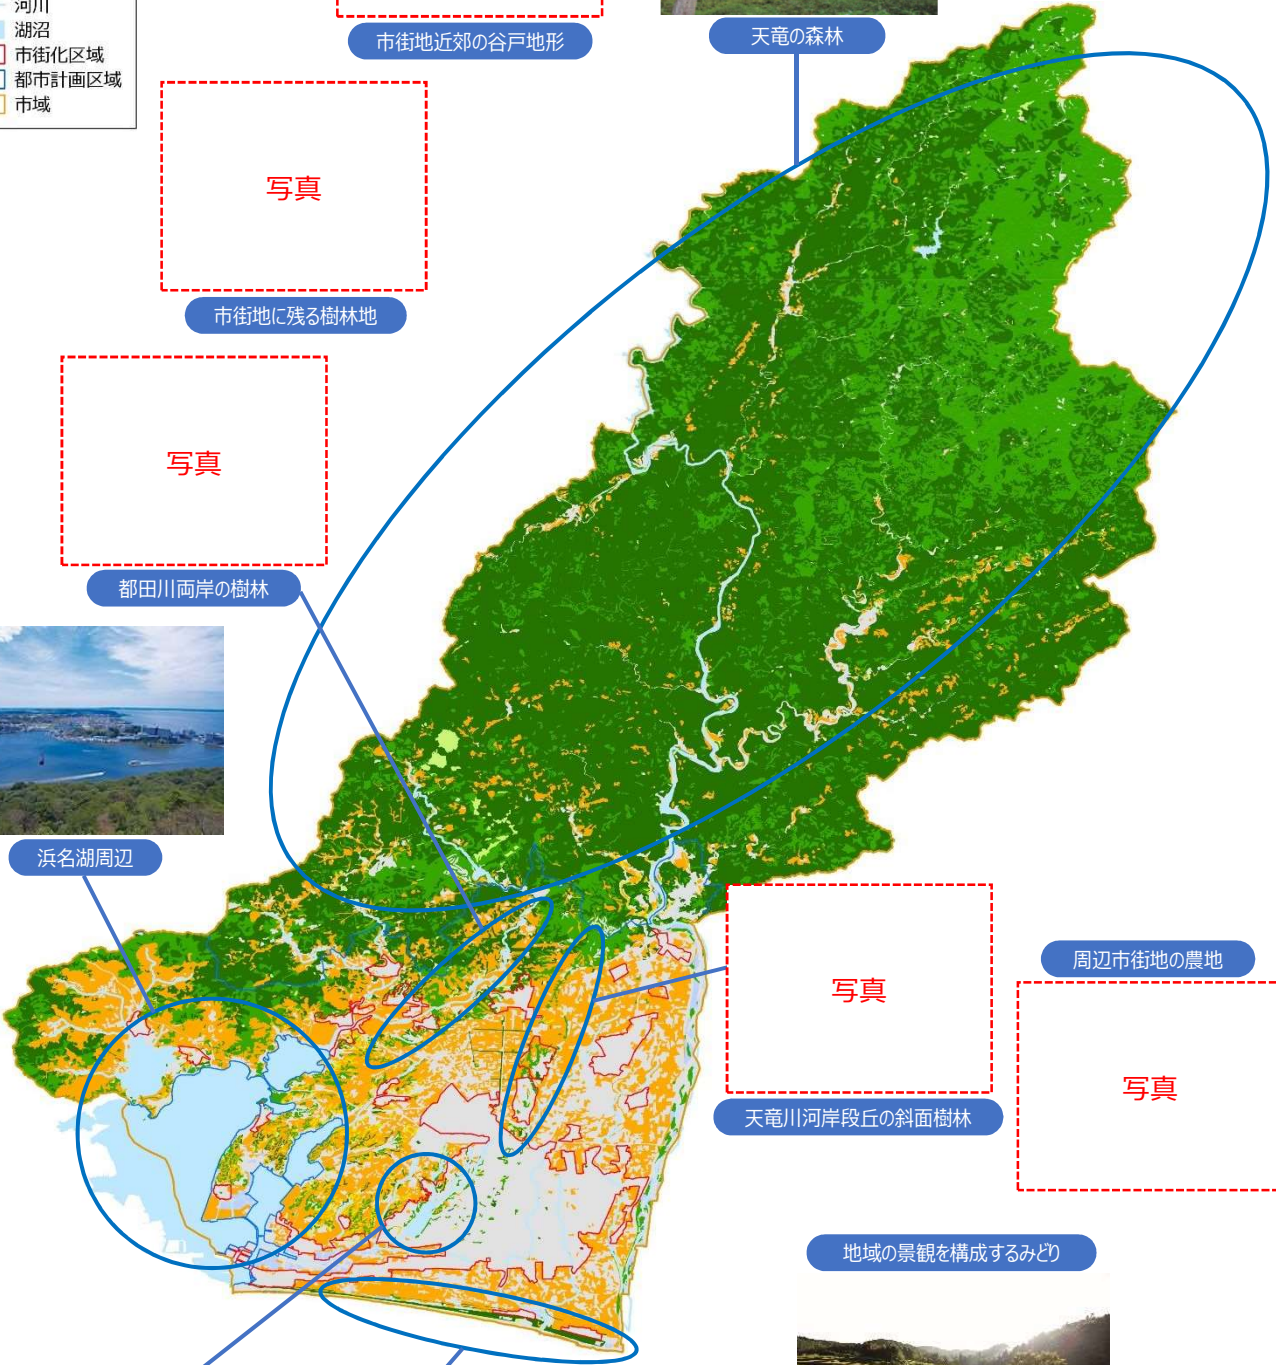 河川
湖沼
市街化区域
都市計画区域
市域
市街地近郊の谷戸地形
天竜の森林
写真
市街地に残る樹林地
写真
都田川両岸の樹林
浜名湖周辺
写真
天竜川河岸段丘の斜面樹林
周辺市街地の農地
写真
地域の景観を構成するみどり